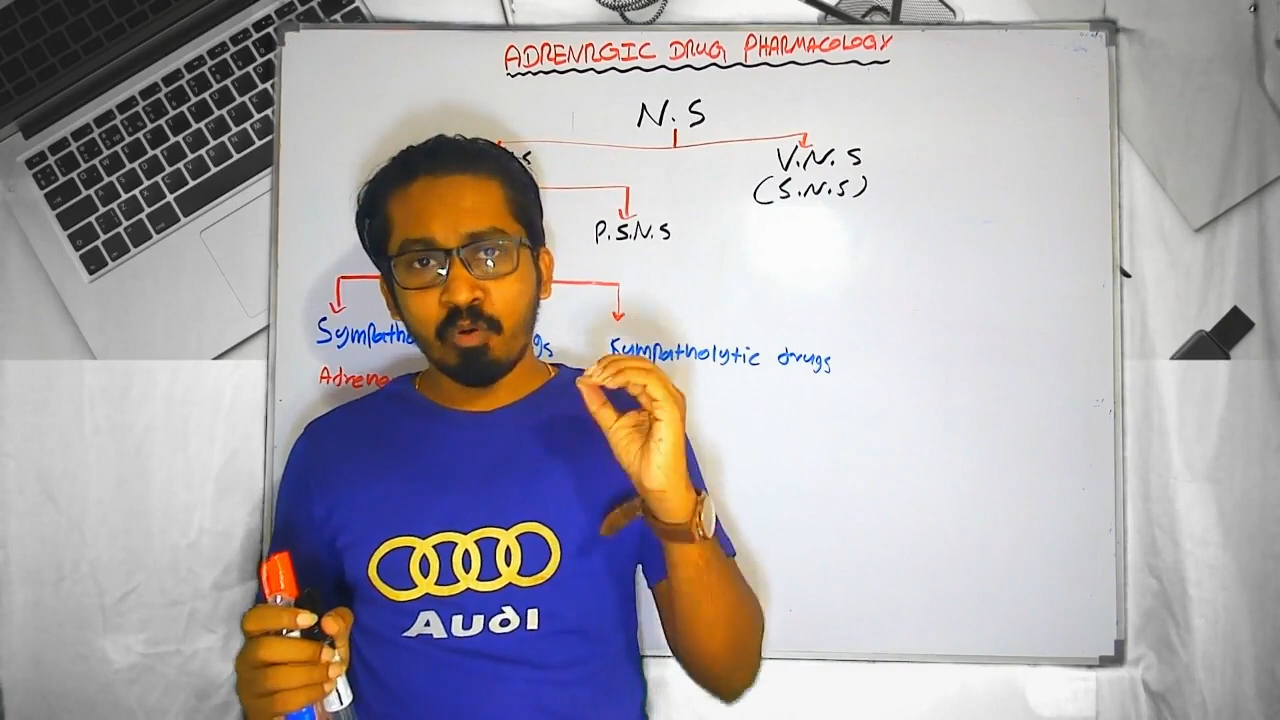 ADRENRGIC DRUG PHARMACOLOGY
N.S
V.N.S
(S.N.S)
P.S.N.S
Sympatholytic drugs
Audi